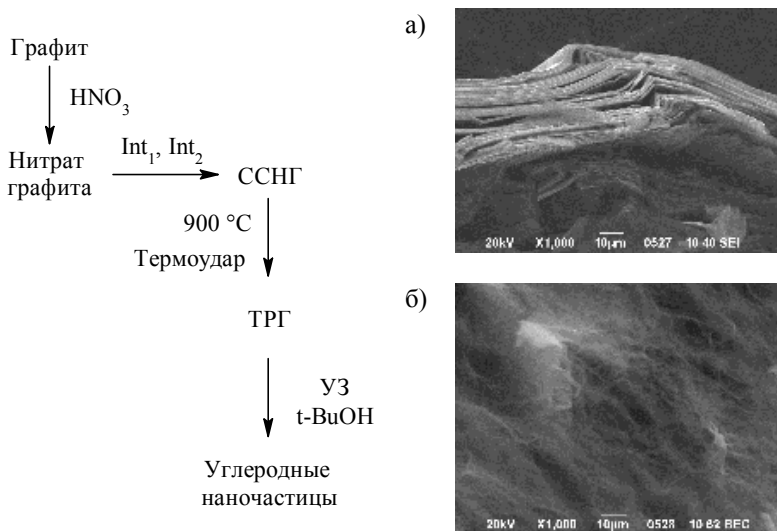 Графит
HNO₃
Нитрат
графита
Int₁, Int₂
ССНГ
900 °C
Термоудар
ТРГ
УЗ
t-BuOH
Углеродные
наночастицы
а)
20kV X1,000 10μm 0527 10 40 SEI
б)
20kV X1,000 10μm 0528 10 62 BEC